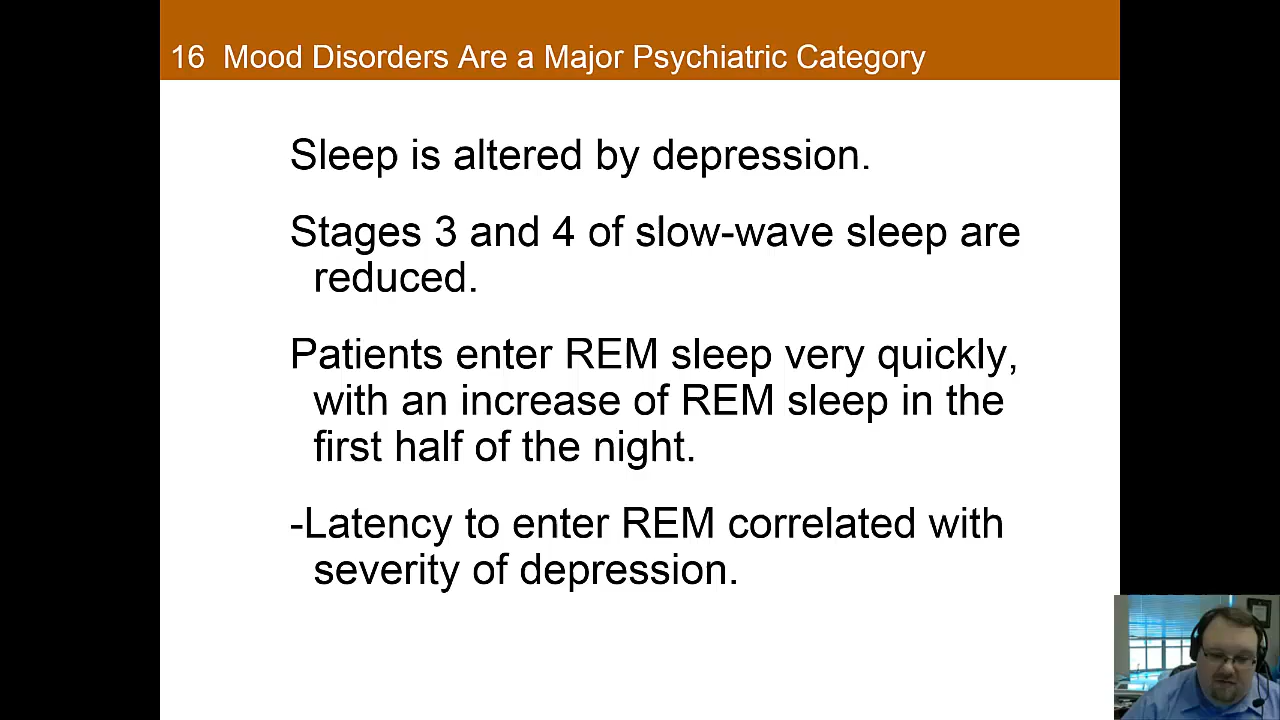 16 Mood Disorders Are a Major Psychiatric Category
Sleep is altered by depression.
Stages 3 and 4 of slow-wave sleep are
reduced.
Patients enter REM sleep very quickly,
with an increase of REM sleep in the
first half of the night.
-Latency to enter REM correlated with
severity of depression.